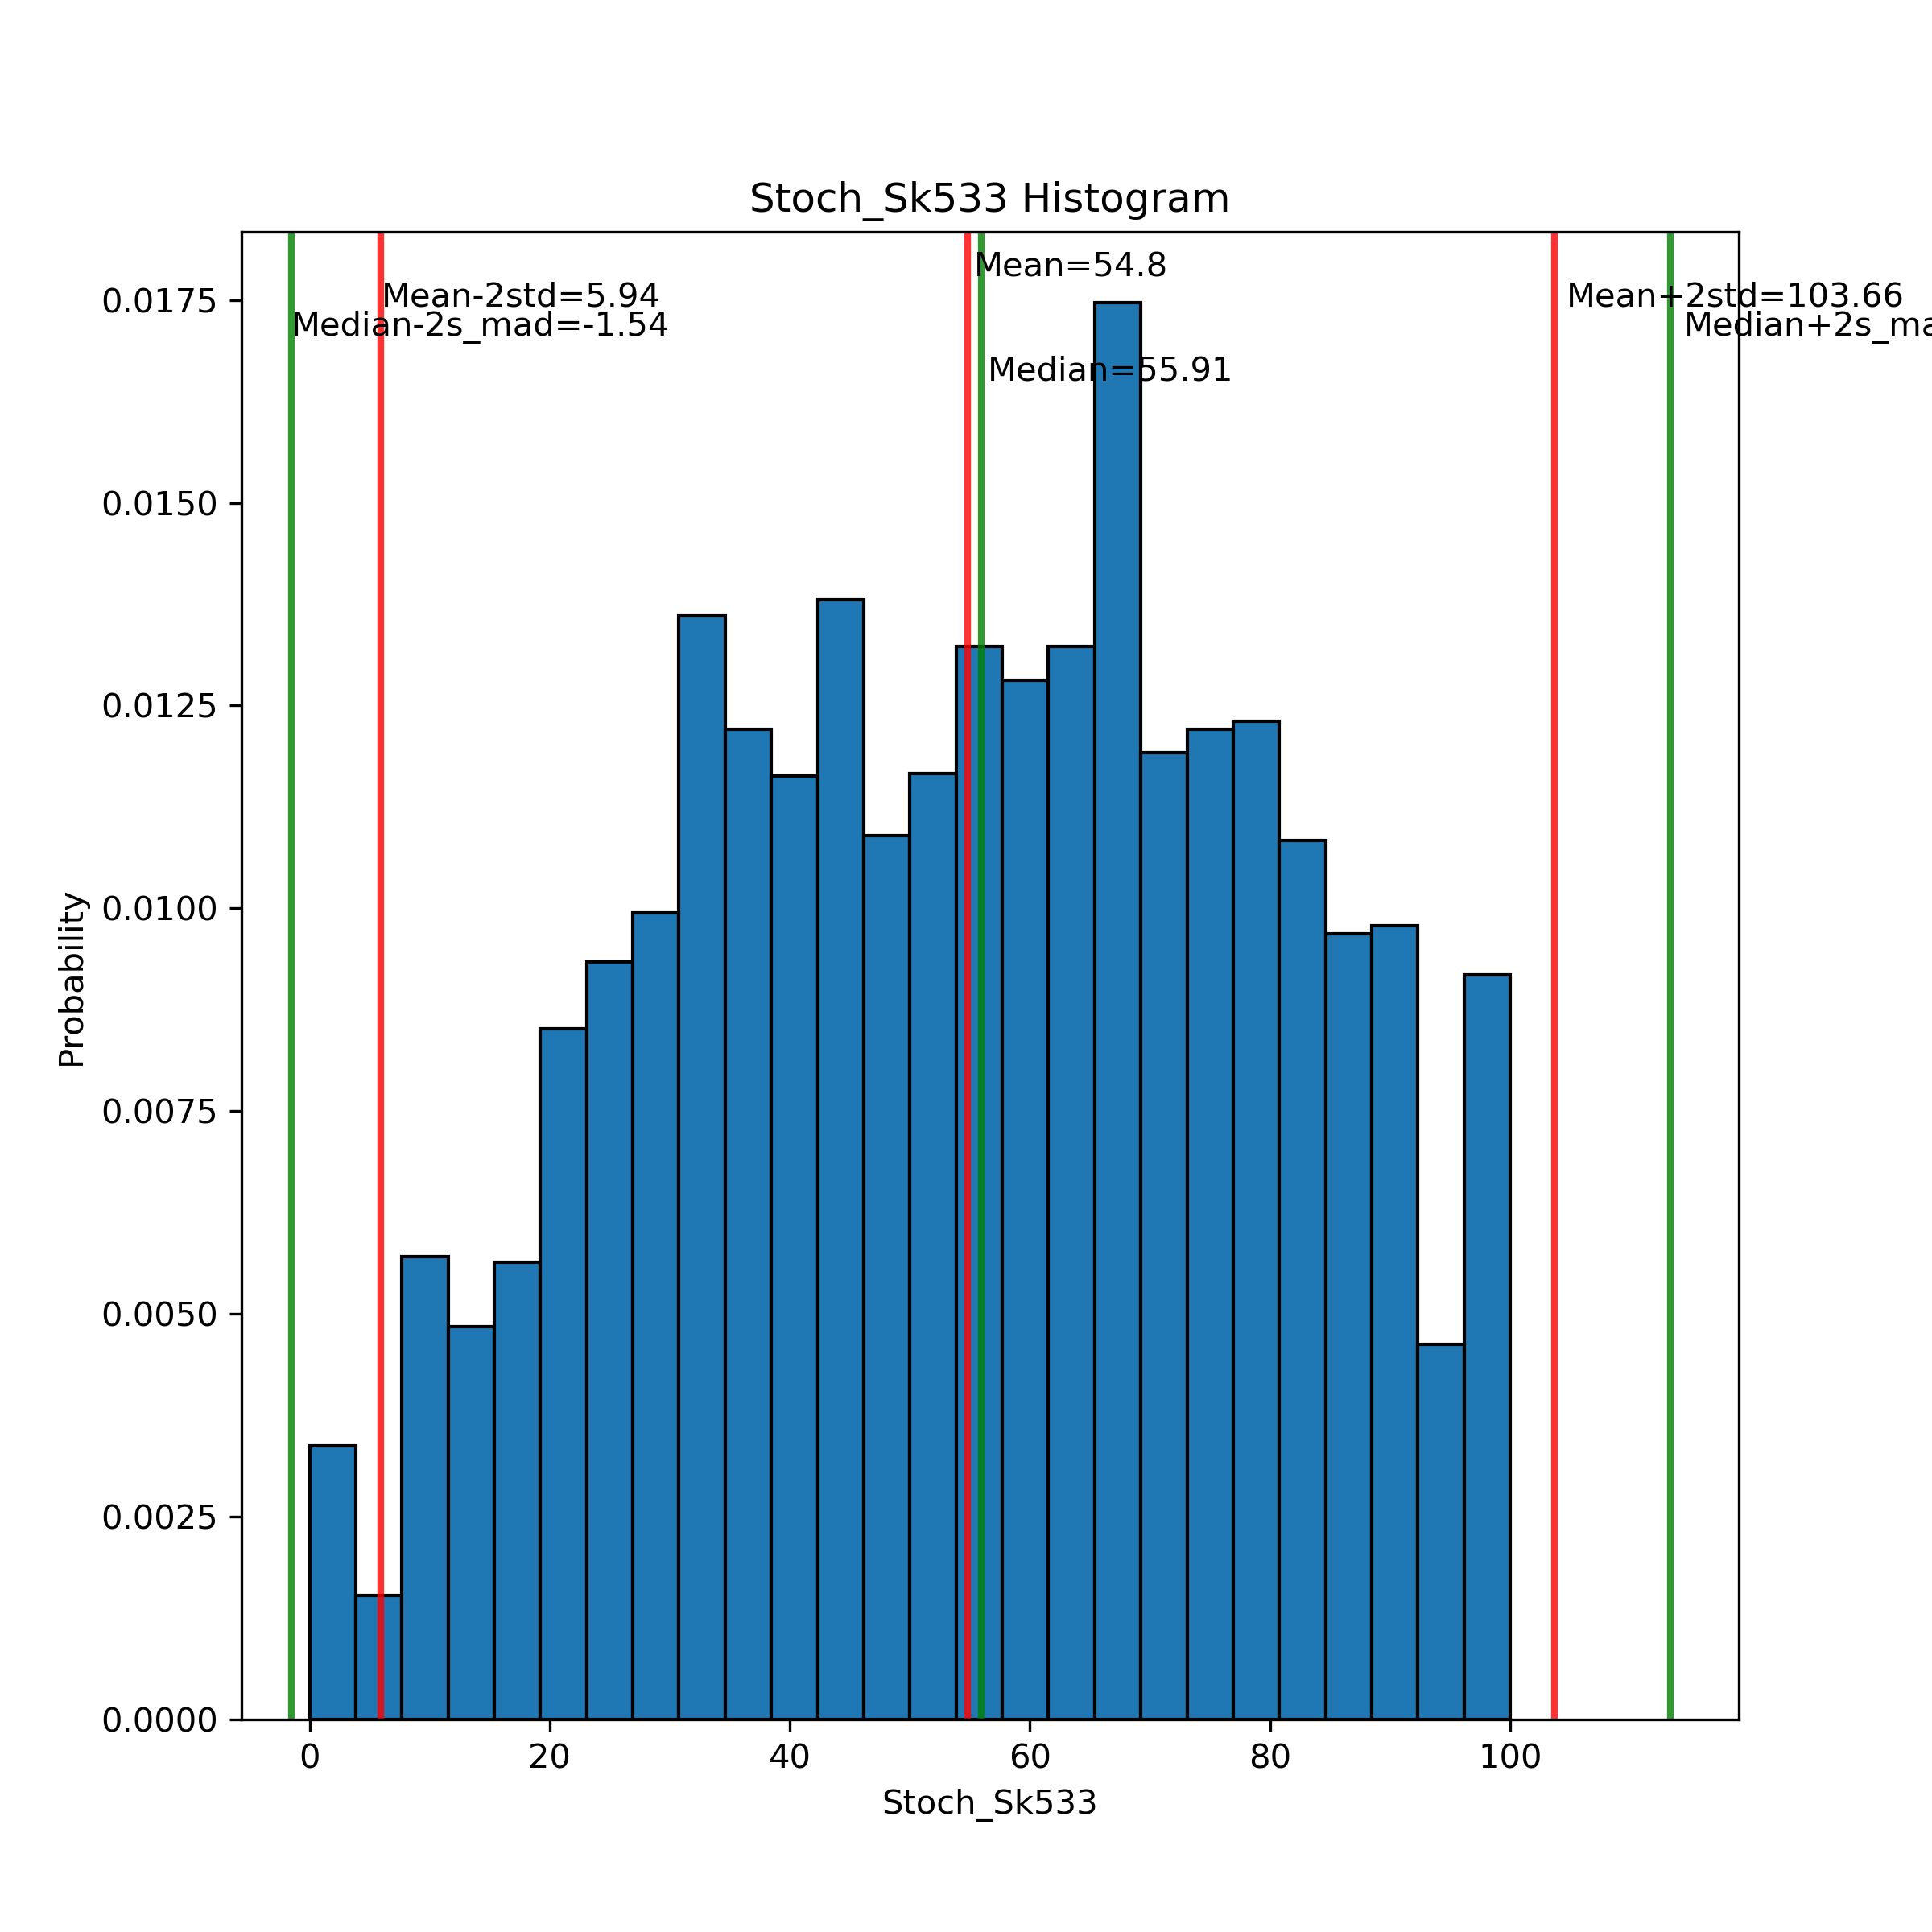 Stoch_Sk533 Histogram
Mean=54.8
Mean-2std=5.94
Mean+2std=103.66
Median-2s_mad=-1.54
Median+2s_ma
Median=55.91
0.0175
0.0150
0.0125
0.0100
0.0075
0.0050
0.0025
0.0000
Probability
0 20 40 60 80 100
Stoch_Sk533